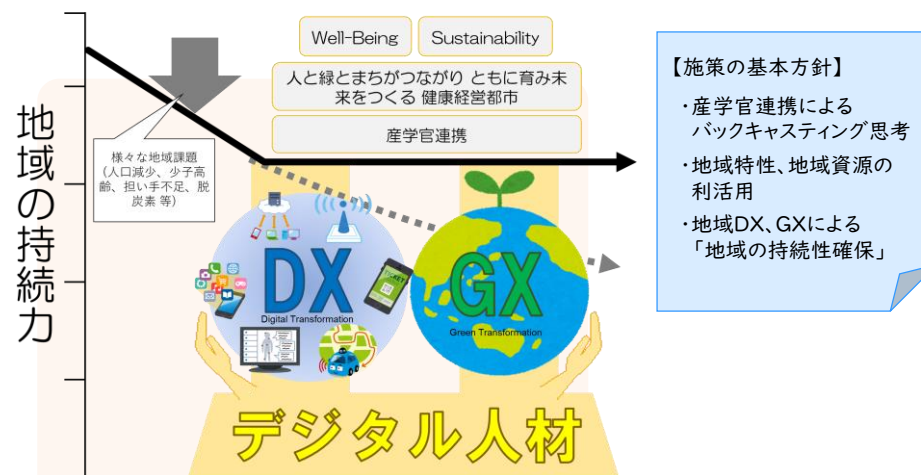 地域の持続力
Well-Being
Sustainability
人と緑とまちがつながり ともに育み未
来をつくる 健康経営都市
産学官連携
様々な地域課題
(人口減少、少子高
齢、担い手不足、脱
炭素 等)
DX
Digital Transformation
TICKET
GX
Green Transformation
デジタル人材
【施策の基本方針】
・産学官連携による
バックキャスティング思考
・地域特性、地域資源の
利活用
・地域DX、GXによる
「地域の持続性確保」